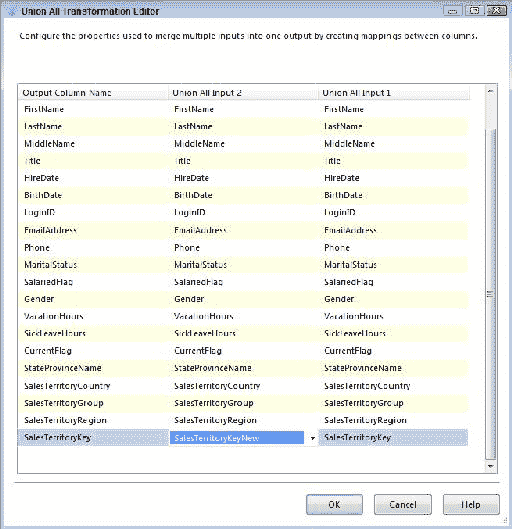 Union All Transformation Editor
Configure the properties used to merge multiple inputs into one output by creating mappings between columns.
Output Column Name Union All Input 2 Union All Input 1
FirstName FirstName FirstName
LastName LastName LastName
MiddleName MiddleName MiddleName
Title Title Title
HireDate HireDate HireDate
BirthDate BirthDate BirthDate
LoginID LoginID LoginID
EmailAddress EmailAddress EmailAddress
Phone Phone Phone
MaritalStatus MaritalStatus MaritalStatus
SalariedFlag SalariedFlag SalariedFlag
Gender Gender Gender
VacationHours VacationHours VacationHours
SickLeaveHours SickLeaveHours SickLeaveHours
CurrentFlag CurrentFlag CurrentFlag
StateProvinceName StateProvinceName StateProvinceName
SalesTerritoryCountry SalesTerritoryCountry SalesTerritoryCountry
SalesTerritoryGroup SalesTerritoryGroup SalesTerritoryGroup
SalesTerritoryRegion SalesTerritoryRegion SalesTerritoryRegion
SalesTerritoryKey SalesTerritoryKeyNew SalesTerritoryKey
OK Cancel Help